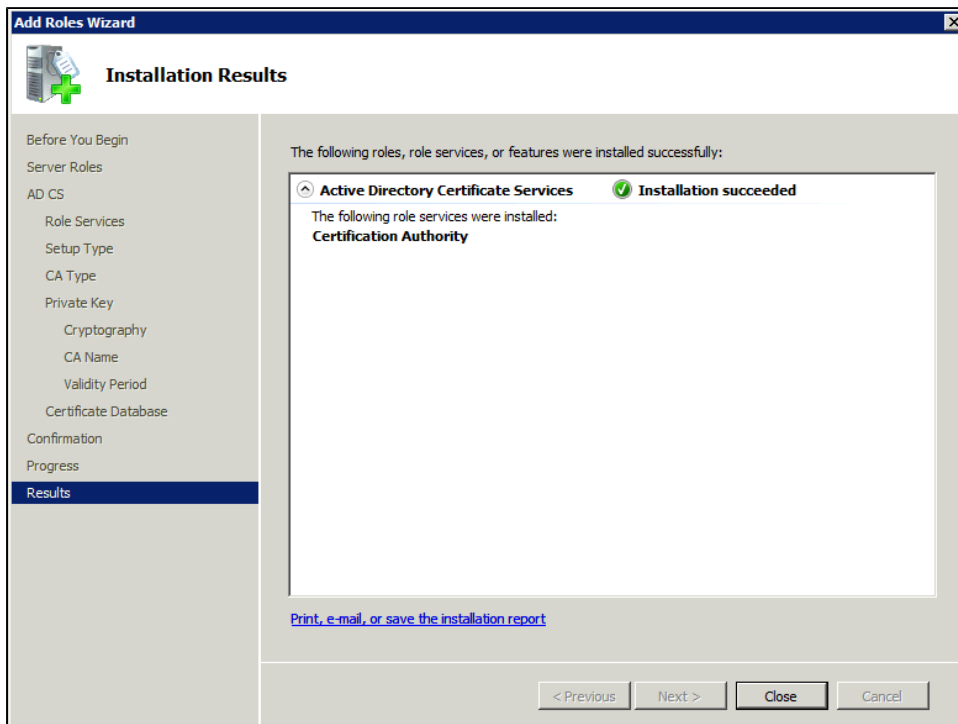 Add Roles Wizard
Installation Results
Before You Begin
Server Roles
AD CS
Role Services
Setup Type
CA Type
Private Key
Cryptography
CA Name
Validity Period
Certificate Database
Confirmation
Progress
Results
The following roles, role services, or features were installed successfully:
Active Directory Certificate Services Installation succeeded
The following role services were installed:
Certification Authority
Print, e-mail, or save the installation report
< Previous Next > Close Cancel